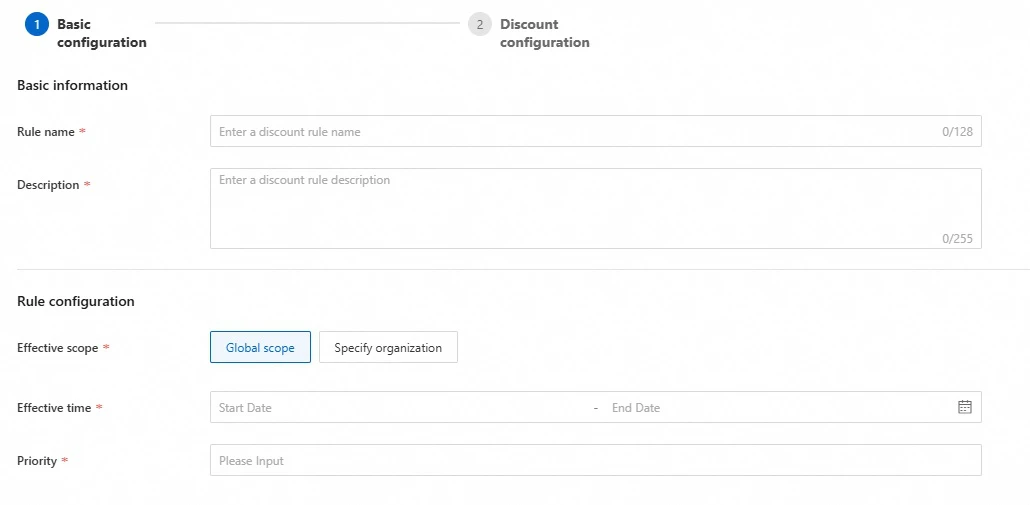 1 Basic configuration
2 Discount configuration
Basic information
Rule name *
Enter a discount rule name 0/128
Description *
Enter a discount rule description
0/255
Rule configuration
Effective scope * Global scope Specify organization
Effective time * Start Date - End Date
Priority * Please Input